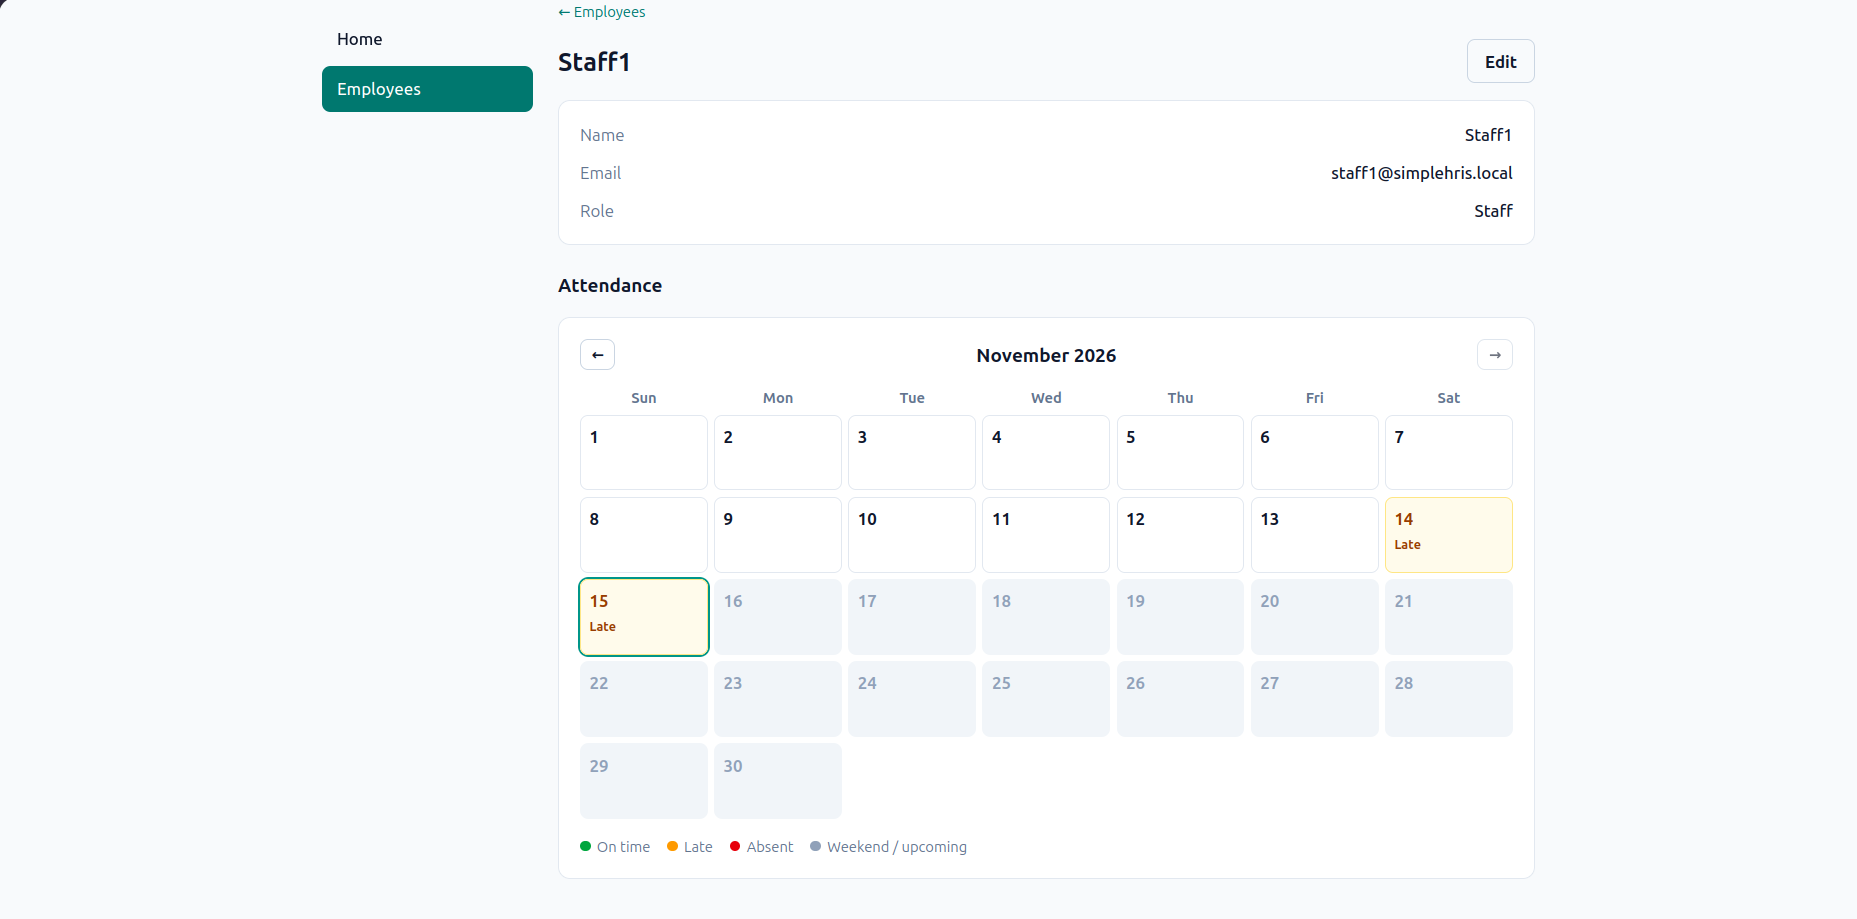 ← Employees
Home
Staff1
Edit
Employees
Name Staff1
Email staff1@simplehris.local
Role Staff
Attendance
← November 2026 →
Sun Mon Tue Wed Thu Fri Sat
1 2 3 4 5 6 7
8 9 10 11 12 13 14
Late
15 16 17 18 19 20 21
Late
22 23 24 25 26 27 28
29 30
On time Late Absent Weekend / upcoming